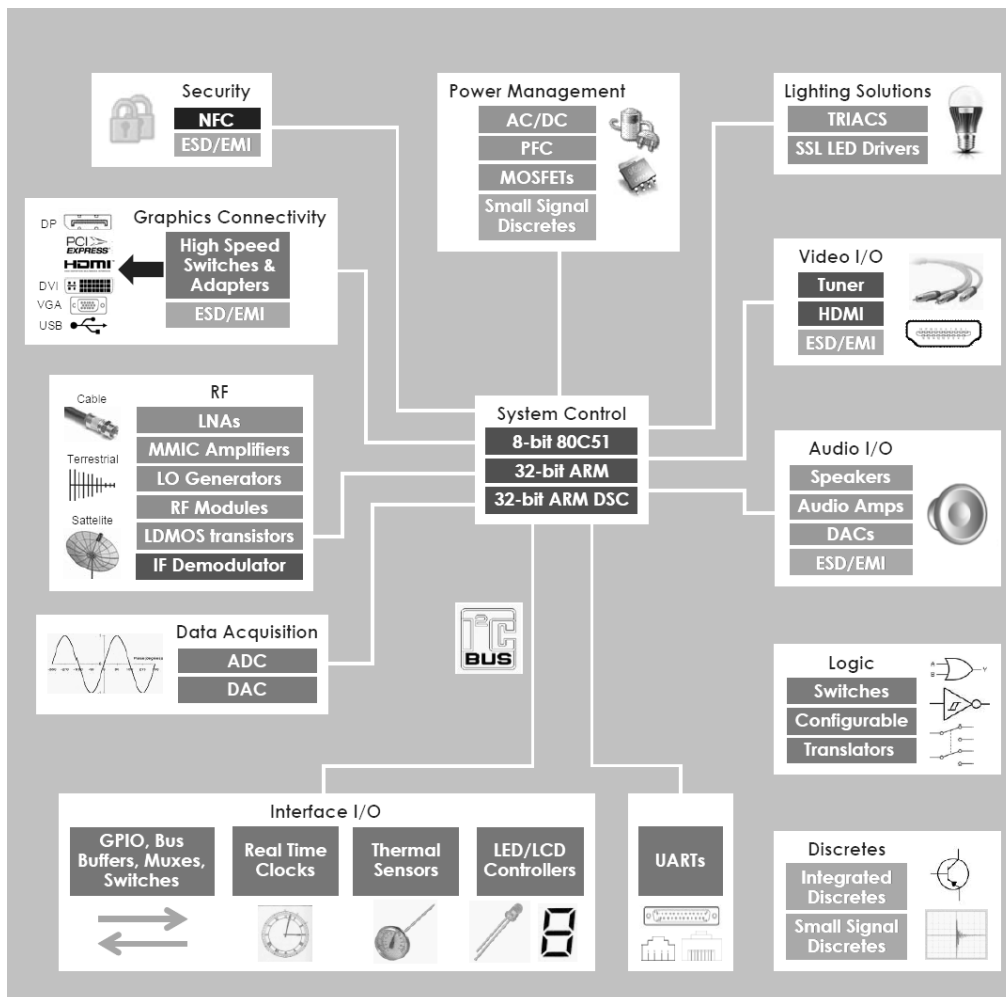 Security
NFC
ESD/EMI
Power Management
AC/DC
PFC
MOSFETs
Small Signal
Discretes
Lighting Solutions
TRIACS
SSL LED Drivers
Graphics Connectivity
DP
PCI
EXPRESS
HDMI
DVI
VGA
USB
High Speed
Switches &
Adapters
ESD/EMI
Video I/O
Tuner
HDMI
ESD/EMI
RF
Cable
Terrestrial
Sattelite
LNAs
MMIC Amplifiers
LO Generators
RF Modules
LDMOS transistors
IF Demodulator
System Control
8-bit 80C51
32-bit ARM
32-bit ARM DSC
Audio I/O
Speakers
Audio Amps
DACs
ESD/EMI
Data Acquisition
ADC
DAC
I²C
BUS
Logic
Switches
Configurable
Translators
A
B
Y
Interface I/O
GPIO, Bus
Buffers, Muxes,
Switches
Real Time
Clocks
Thermal
Sensors
LED/LCD
Controllers
UARTs
Discretes
Integrated
Discretes
Small Signal
Discretes